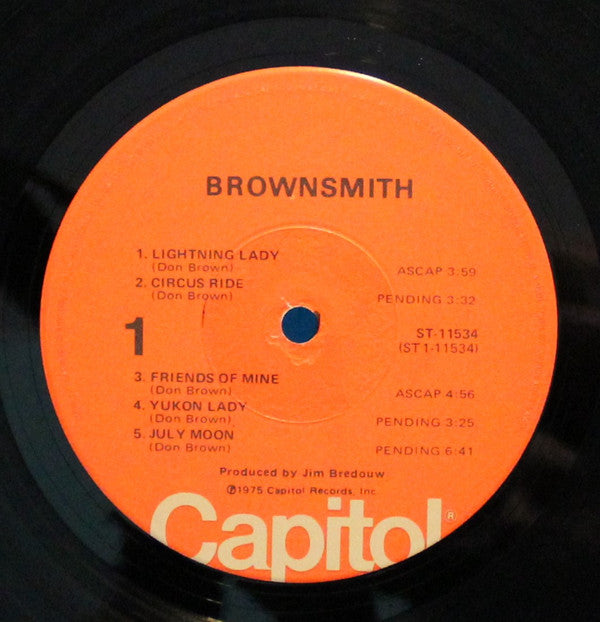 BROWNSMITH
1. LIGHTNING LADY
(Don Brown)
ASCAP 3:59
2. CIRCUS RIDE
(Don Brown)
PENDING 3:32
1
ST-11534
(ST1-11534)
3. FRIENDS OF MINE
(Don Brown)
ASCAP 4:56
4. YUKON LADY
(Don Brown)
PENDING 3:25
5. JULY MOON
(Don Brown)
PENDING 6:41
Produced by Jim Bredouw
℗1975 Capitol Records, Inc.
Capitol®